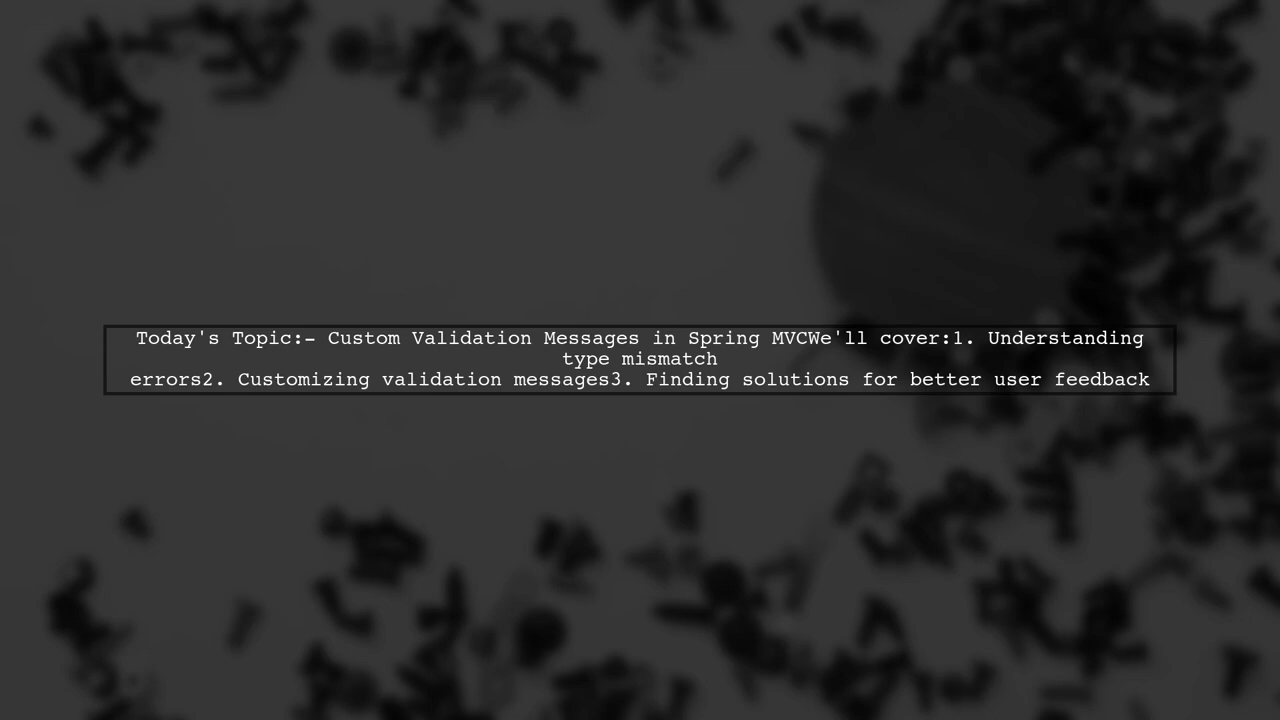 Today's Topic:- Custom Validation Messages in Spring MVCWe'll cover:1. Understanding
type mismatch
errors2. Customizing validation messages3. Finding solutions for better user feedback